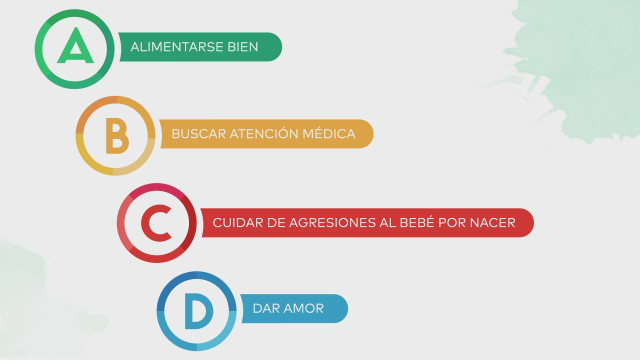 A ALIMENTARSE BIEN
B BUSCAR ATENCIÓN MÉDICA
C CUIDAR DE AGRESIONES AL BEBÉ POR NACER
D DAR AMOR